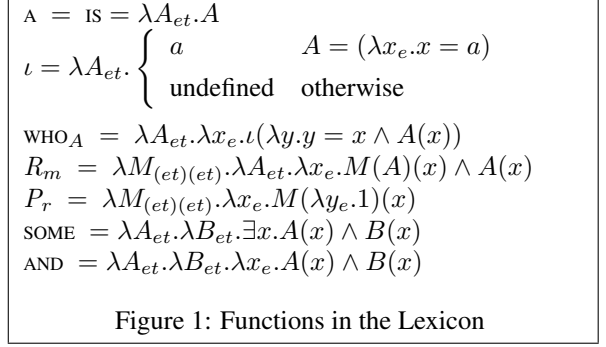 A = IS = λA_{et}.A
ι = λA_{et}. { a A = (λx_e.x = a)
undefined otherwise
WHO_A = λA_{et}.λx_e.ι(λy.y = x ∧ A(x))
R_m = λM_{(et)(et)}.λA_{et}.λx_e.M(A)(x) ∧ A(x)
P_r = λM_{(et)(et)}.λx_e.M(λy_e.1)(x)
SOME = λA_{et}.λB_{et}.∃x.A(x) ∧ B(x)
AND = λA_{et}.λB_{et}.λx_e.A(x) ∧ B(x)
Figure 1: Functions in the Lexicon